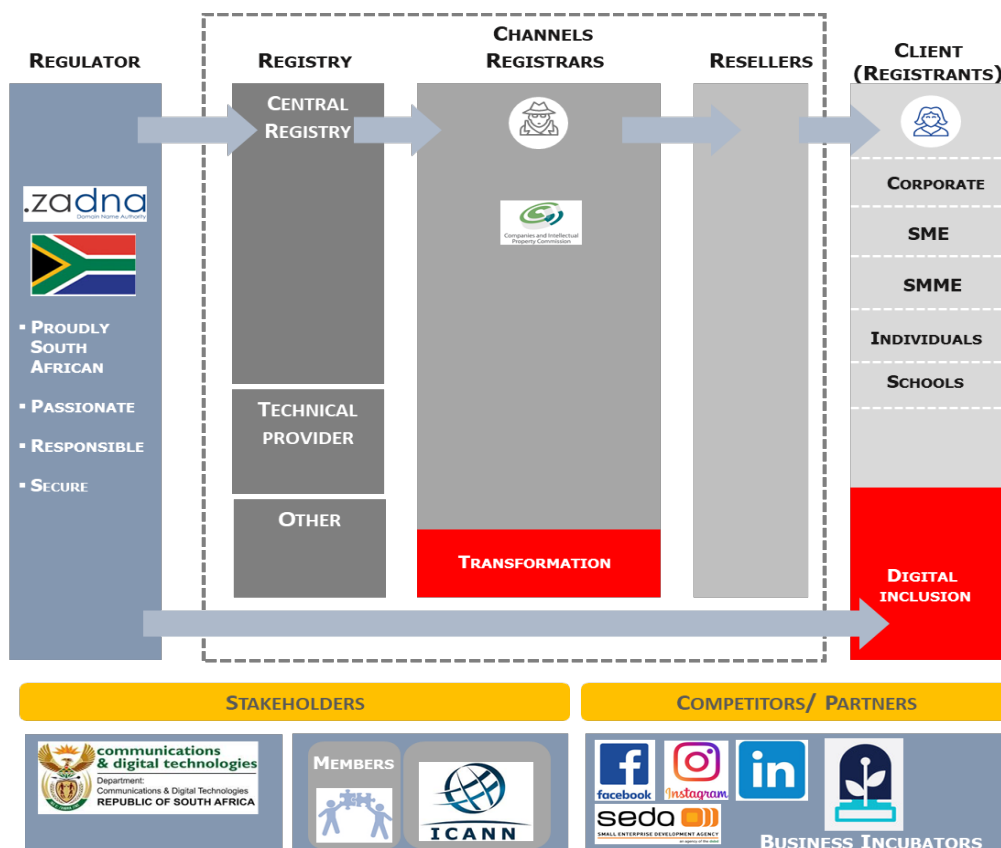 REGULATOR
REGISTRY
CHANNELS
REGISTRARS
RESELLERS
CLIENT
(REGISTRANTS)
CENTRAL
REGISTRY
.zadna
Domain Name Authority
Companies and Intellectual
Property Commission
CORPORATE
SME
SMME
INDIVIDUALS
SCHOOLS
▪ PROUDLY
SOUTH
AFRICAN
▪ PASSIONATE
▪ RESPONSIBLE
▪ SECURE
TECHNICAL
PROVIDER
OTHER
TRANSFORMATION
DIGITAL
INCLUSION
STAKEHOLDERS
COMPETITORS/ PARTNERS
communications
& digital technologies
Department:
Communications & Digital Technologies
REPUBLIC OF SOUTH AFRICA
MEMBERS
ICANN
facebook
Instagram
in
seda
SMALL ENTERPRISE DEVELOPMENT AGENCY
BUSINESS INCUBATORS